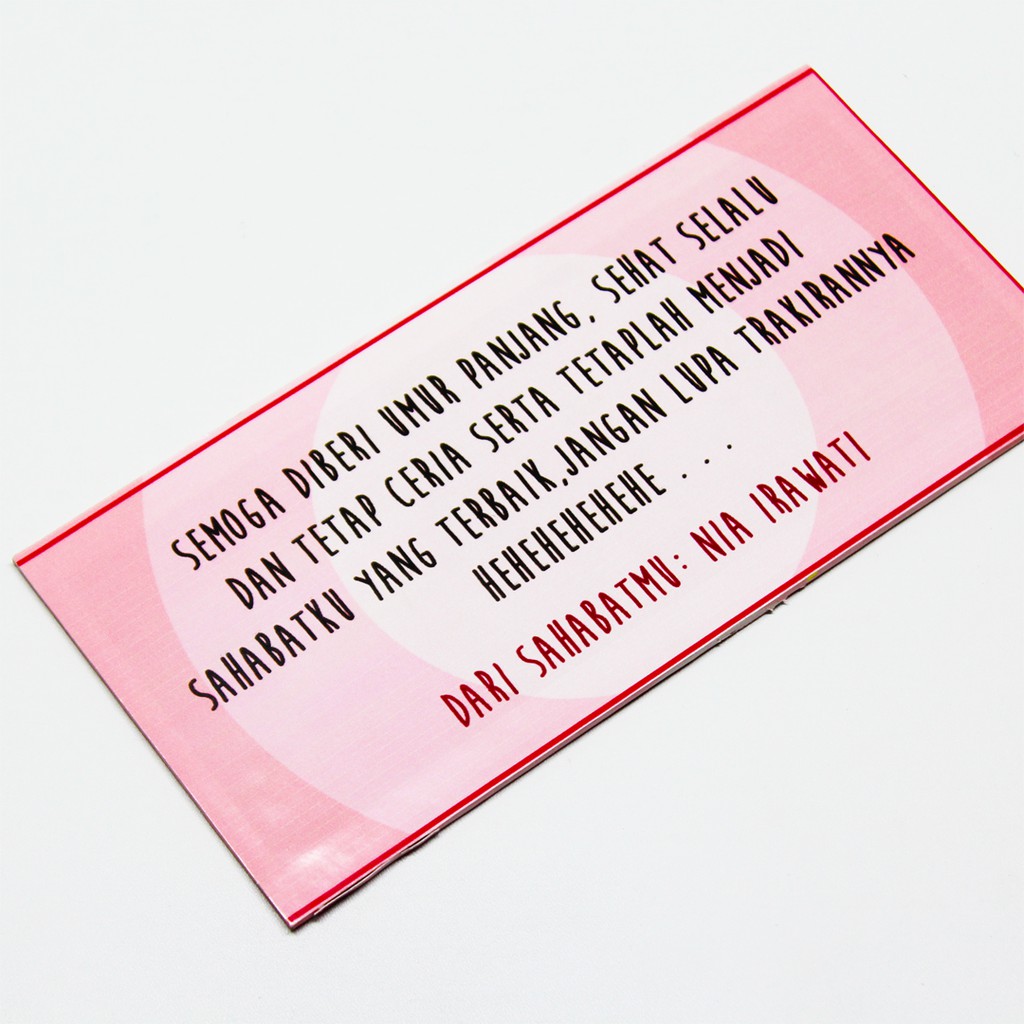 SEMOGA DIBERI UMUR PANJANG, SEHAT SELALU
DAN TETAP CERIA SERTA TETAPLAH MENJADI
SAHABATKU YANG TERBAIK,JANGAN LUPA TRAKIRANNYA
HEHEHEHEHEHE . . .
DARI SAHABATMU: NIA IRAWATI